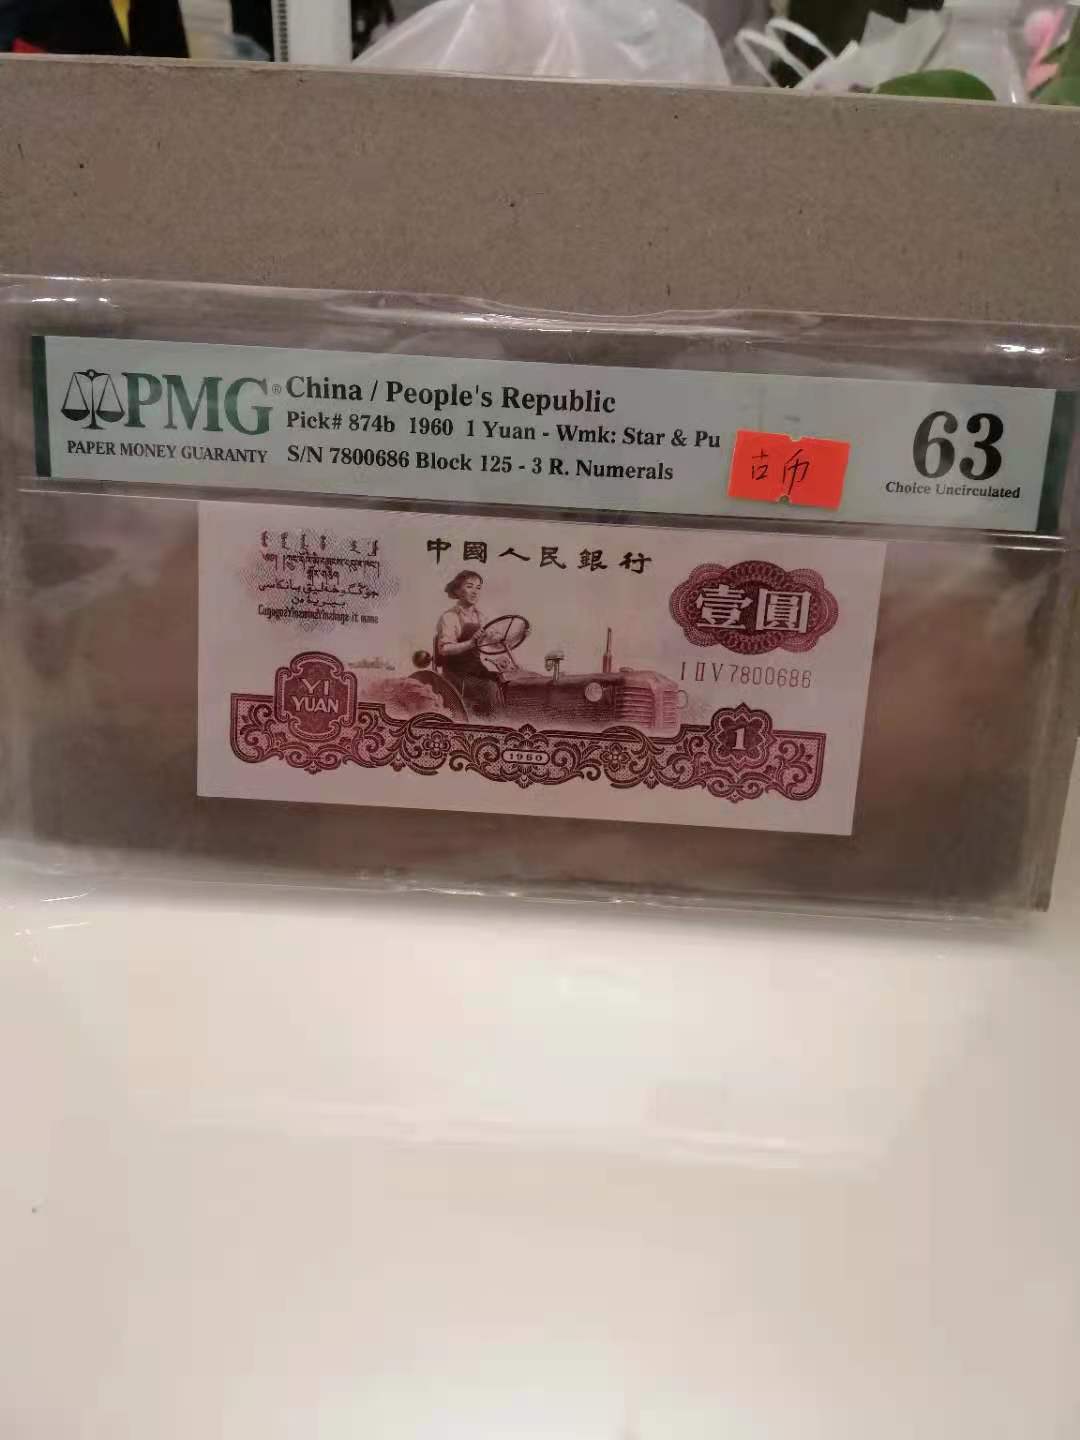 PMG®
PAPER MONEY GUARANTY
China / People's Republic
Pick# 874b 1960 1 Yuan - Wmk: Star & Pu
S/N 7800686 Block 125 - 3 R. Numerals
古币
63
Choice Uncirculated
中國人民銀行
壹圓
I II V 7800686
YI
YUAN
1960
1